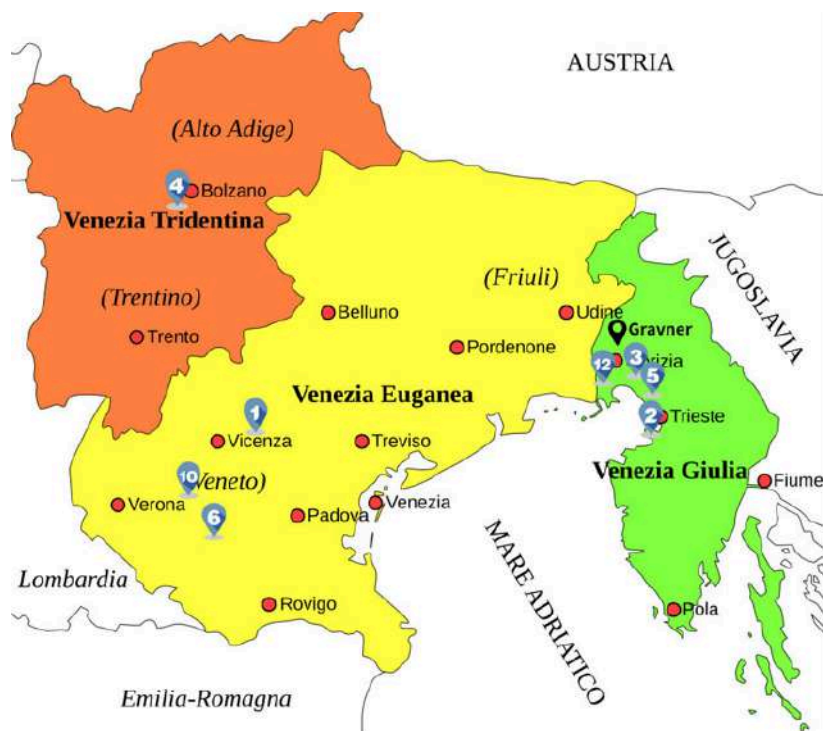 AUSTRIA
(Alto Adige)
4
Bolzano
Venezia Tridentina
JUGOSLAVIA
(Trentino)
(Friuli)
Belluno
Udine
Gravner
Trento
Pordenone
12
3
rizia
5
Venezia Euganea
1
2
Trieste
Vicenza
Treviso
Venezia Giulia
10
eneto)
Fiume
Verona
6
Padova
Venezia
MARE ADRIATICO
Lombardia
Rovigo
Pola
Emilia-Romagna